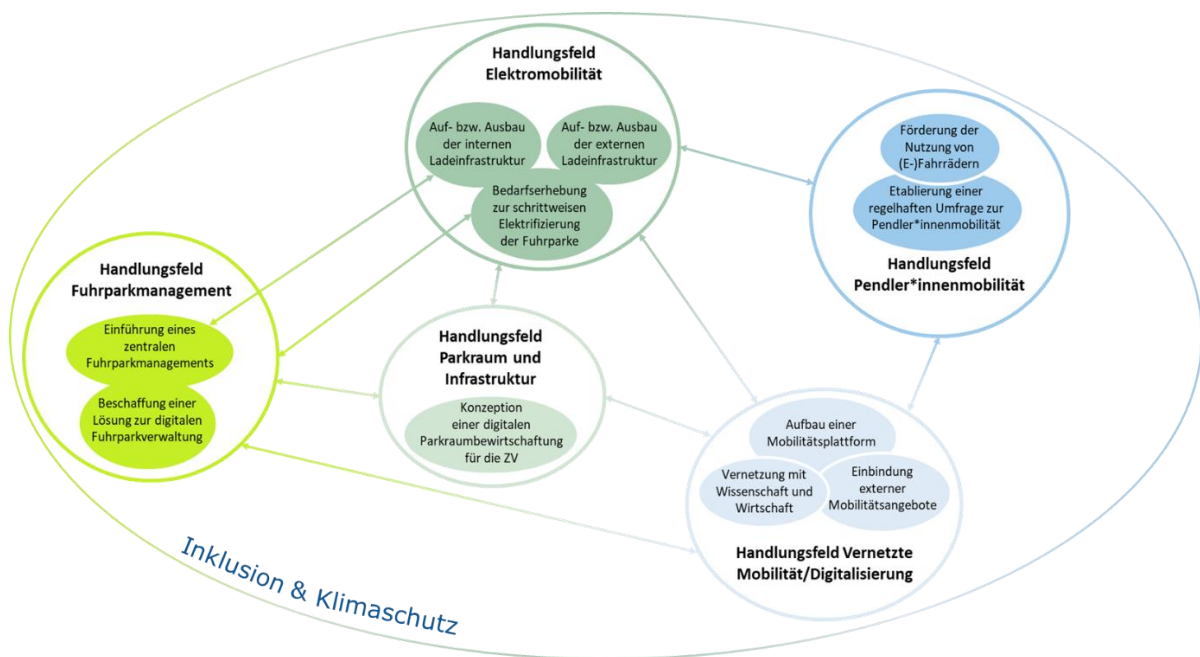 Handlungsfeld
Elektromobilität
Auf- bzw. Ausbau
der internen
Ladeinfrastruktur
Auf- bzw. Ausbau
der externen
Ladeinfrastruktur
Bedarfserhebung
zur schrittweisen
Elektrifizierung
der Fuhrparke
Förderung der
Nutzung von
(E-)Fahrrädern
Etablierung einer
regelhaften Umfrage zur
Pendler*innenmobilität
Handlungsfeld
Pendler*innenmobilität
Handlungsfeld
Fuhrparkmanagement
Einführung eines
zentralen
Fuhrparkmanagements
Beschaffung einer
Lösung zur digitalen
Fuhrparkverwaltung
Handlungsfeld
Parkraum und
Infrastruktur
Konzeption
einer digitalen
Parkraumbewirtschaftung
für die ZV
Aufbau einer
Mobilitätsplattform
Vernetzung mit
Wissenschaft und
Wirtschaft
Einbindung
externer
Mobilitätsangebote
Handlungsfeld Vernetzte
Mobilität/Digitalisierung
Inklusion & Klimaschutz